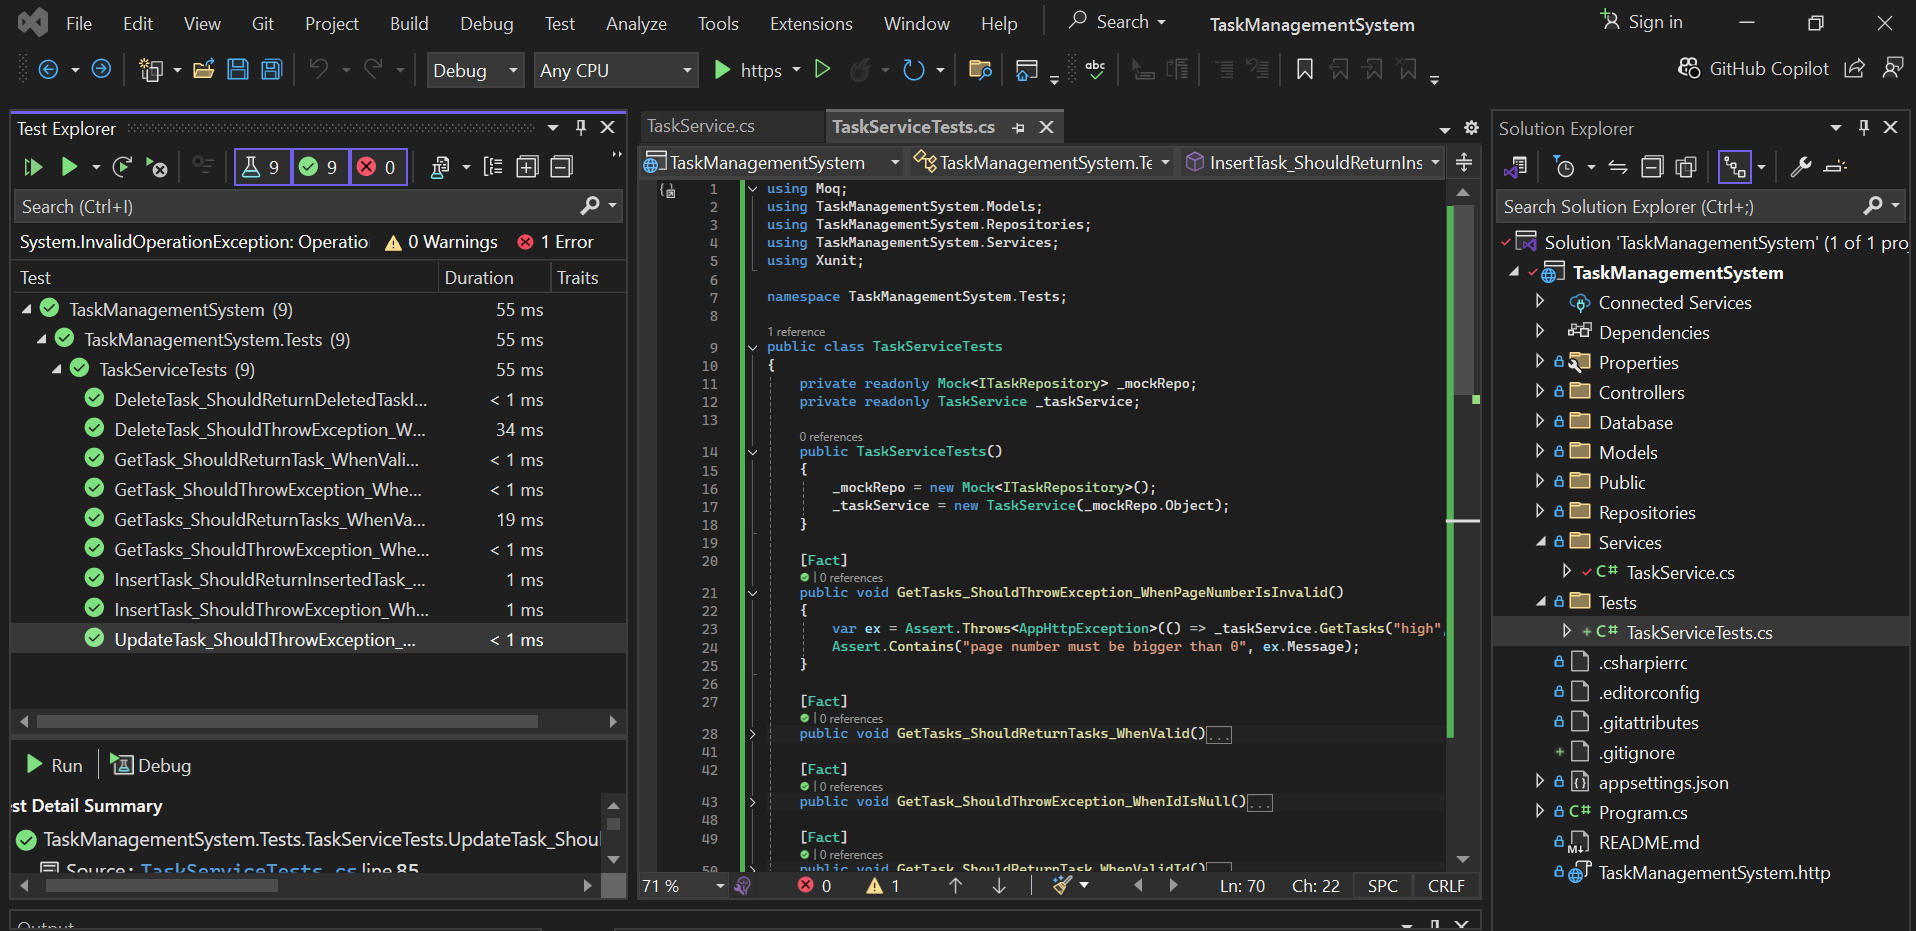 File Edit View Git Project Build Debug Test Analyze Tools Extensions Window Help Search TaskManagementSystem Sign in
Debug Any CPU https abc GitHub Copilot
Test Explorer
9 9 0
Search (Ctrl+I)
System.InvalidOperationException: Operatio 0 Warnings 1 Error
Test Duration Traits
TaskManagementSystem (9) 55 ms
TaskManagementSystem.Tests (9) 55 ms
TaskServiceTests (9) 55 ms
DeleteTask_ShouldReturnDeletedTaskI... < 1 ms
DeleteTask_ShouldThrowException_W... 34 ms
GetTask_ShouldReturnTask_WhenVali... < 1 ms
GetTask_ShouldThrowException_Whe... < 1 ms
GetTasks_ShouldReturnTasks_WhenVa... 19 ms
GetTasks_ShouldThrowException_Whe... < 1 ms
InsertTask_ShouldReturnInsertedTask_... 1 ms
InsertTask_ShouldThrowException_Wh... 1 ms
UpdateTask_ShouldThrowException_... < 1 ms
Run Debug
st Detail Summary
TaskManagementSystem.Tests.TaskServiceTests.UpdateTask_Shoul
Source: TaskServiceTests.cs line 85
TaskService.cs TaskServiceTests.cs
TaskManagementSystem TaskManagementSystem.Te InsertTask_ShouldReturnIns
1 using Moq;
2 using TaskManagementSystem.Models;
3 using TaskManagementSystem.Repositories;
4 using TaskManagementSystem.Services;
5 using Xunit;
6
7 namespace TaskManagementSystem.Tests;
8
1 reference
9 public class TaskServiceTests
10 {
11 private readonly Mock<ITaskRepository> _mockRepo;
12 private readonly TaskService _taskService;
13
0 references
14 public TaskServiceTests()
15 {
16 _mockRepo = new Mock<ITaskRepository>();
17 _taskService = new TaskService(_mockRepo.Object);
18 }
19
20 [Fact]
| 0 references
21 public void GetTasks_ShouldThrowException_WhenPageNumberIsInvalid()
22 {
23 var ex = Assert.Throws<AppHttpException>(() => _taskService.GetTasks("high",
24 Assert.Contains("page number must be bigger than 0", ex.Message);
25 }
26
27 [Fact]
| 0 references
28 public void GetTasks_ShouldReturnTasks_WhenValid()...
41
42 [Fact]
| 0 references
43 public void GetTask_ShouldThrowException_WhenIdIsNull()...
48
49 [Fact]
| 0 references
50 public void GetTask_ShouldReturnTask_WhenValidId()
71 % 0 1 Ln: 70 Ch: 22 SPC CRLF
Output
Solution Explorer
Search Solution Explorer (Ctrl+;)
Solution 'TaskManagementSystem' (1 of 1 pro
TaskManagementSystem
Connected Services
Dependencies
Properties
Controllers
Database
Models
Public
Repositories
Services
C# TaskService.cs
Tests
C# TaskServiceTests.cs
.csharpierrc
.editorconfig
.gitattributes
.gitignore
appsettings.json
C# Program.cs
README.md
TaskManagementSystem.http